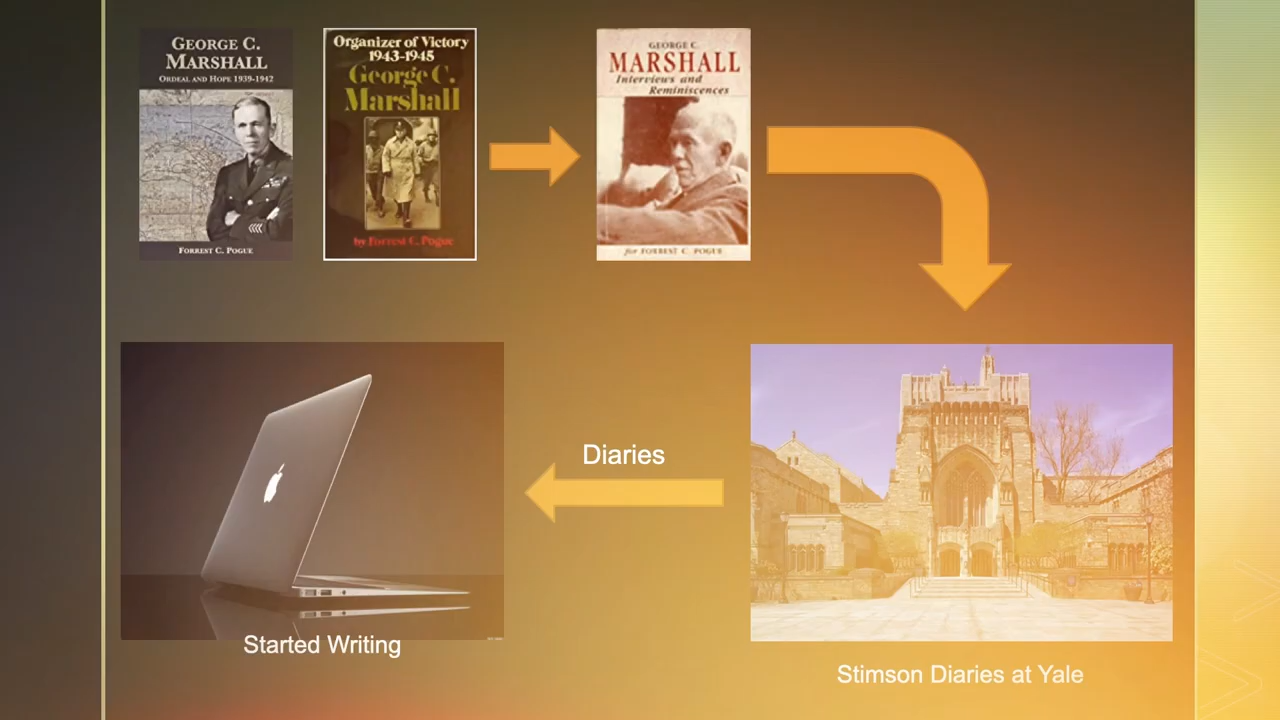 GEORGE C.
MARSHALL
ORDEAL AND HOPE 1939-1942
FORREST C. POGUE
Organizer of Victory
1943-1945
George C.
Marshall
by Forrest C. Pogue
GEORGE C.
MARSHALL
Interviews and
Reminiscences
for FORREST C. POGUE
Diaries
Started Writing
Stimson Diaries at Yale